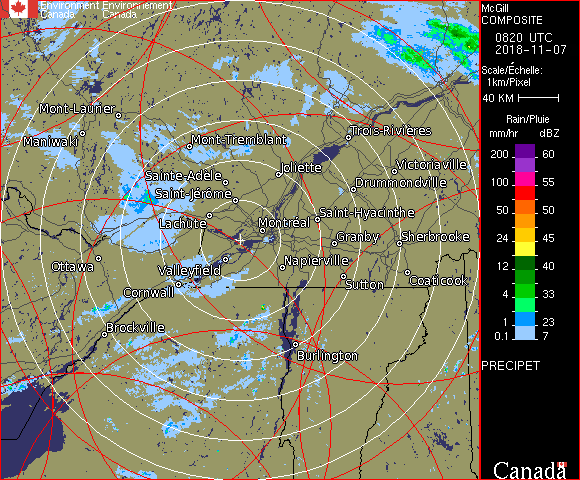 Environment Environnement
Canada Canada
McGill
COMPOSITE
0820 UTC
2018-11-07
Scale/Échelle:
1km/Pixel
40 KM
Rain/Pluie
mm/hr dBZ
200 60
100 55
50 50
24 45
12 40
4 33
1 23
0.1 7
PRECIPET
Canada
Mont-Laurier
Maniwaki
Mont-Tremblant
Trois-Rivières
Sainte-Adèle
Joliette
Victoriaville
Saint-Jérôme
Drummondville
Lachute
Montréal
Saint-Hyacinthe
Granby
Sherbrooke
Ottawa
Valleyfield
Napierville
Cornwall
Sutton
Coaticook
Brockville
Burlington